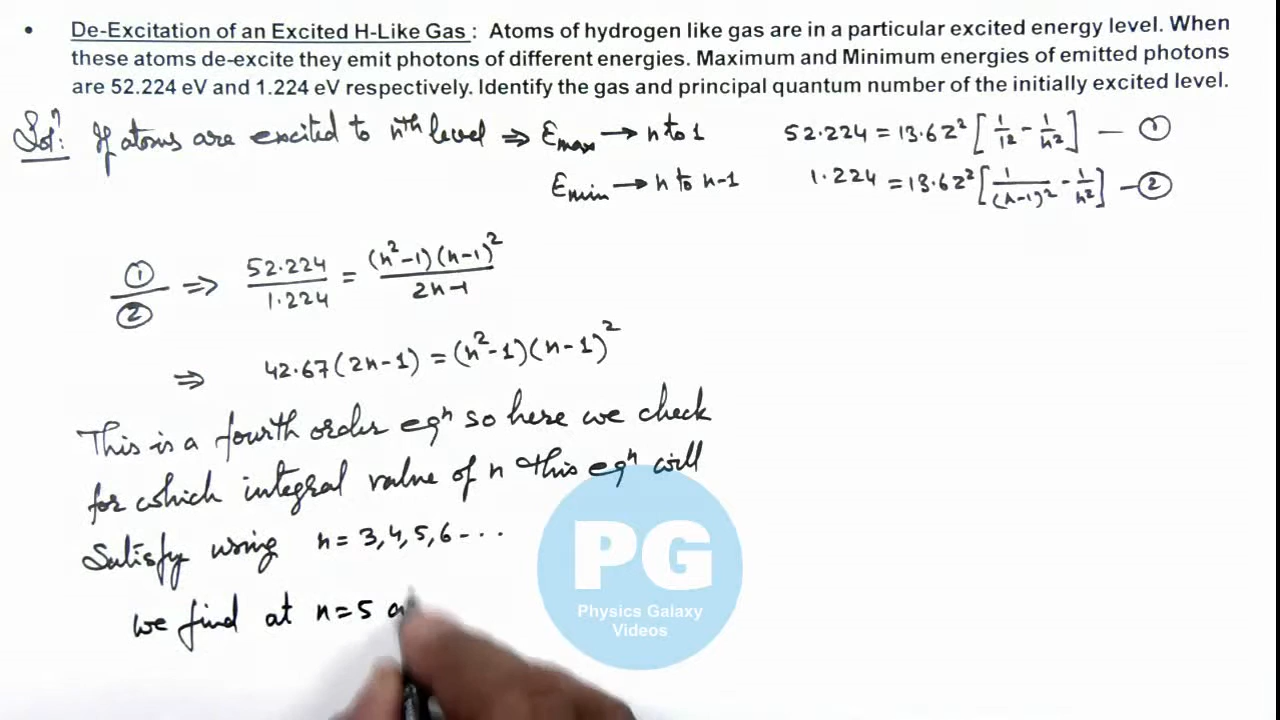 • De-Excitation of an Excited H-Like Gas : Atoms of hydrogen like gas are in a particular excited energy level. When
these atoms de-excite they emit photons of different energies. Maximum and Minimum energies of emitted photons
are 52.224 eV and 1.224 eV respectively. Identify the gas and principal quantum number of the initially excited level.
Solⁿ: If atoms are excited to nᵗʰ level ⇒ Emax → n to 1 52.224 = 13.6Z² [1/1² - 1/n²] — ①
Emin → n to n-1 1.224 = 13.6Z² [1/(n-1)² - 1/n²] — ②
①/② ⇒ 52.224/1.224 = (n²-1)(n-1)²/2n-1
⇒ 42.67(2n-1) = (n²-1)(n-1)²
This is a fourth order eqⁿ so here we check
for which integral value of n this eqⁿ will
Satisfy using n = 3,4,5,6 - - - -
we find at n=5
PG
Physics Galaxy
Videos